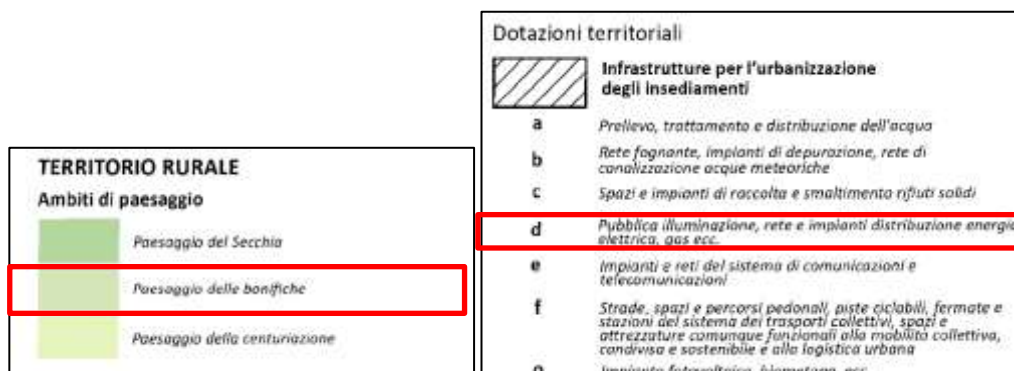 TERRITORIO RURALE
Ambiti di paesaggio
Paesaggio del Secchia
Paesaggio delle bonifiche
Paesaggio della centuriazione
Dotazioni territoriali
Infrastrutture per l'urbanizzazione
degli insediamenti
a Prelievo, trattamento e distribuzione dell'acqua
b Rete fognante, impianti di depurazione, rete di
canalizzazione acque meteoriche
c Spazi e impianti di raccolta e smaltimento rifiuti solidi
d Pubblica illuminazione, rete e impianti distribuzione energia
elettrica, gas ecc.
e Impianti e reti del sistema di comunicazioni e
telecomunicazioni
f Strade, spazi e percorsi pedonali, piste ciclabili, fermate e
stazioni del sistema dei trasporti collettivi, spazi e
attrezzature comunque funzionali alla mobilità collettiva,
condivisa e sostenibile e alla logistica urbana
Impianto fotovoltaico, biometano, ecc.